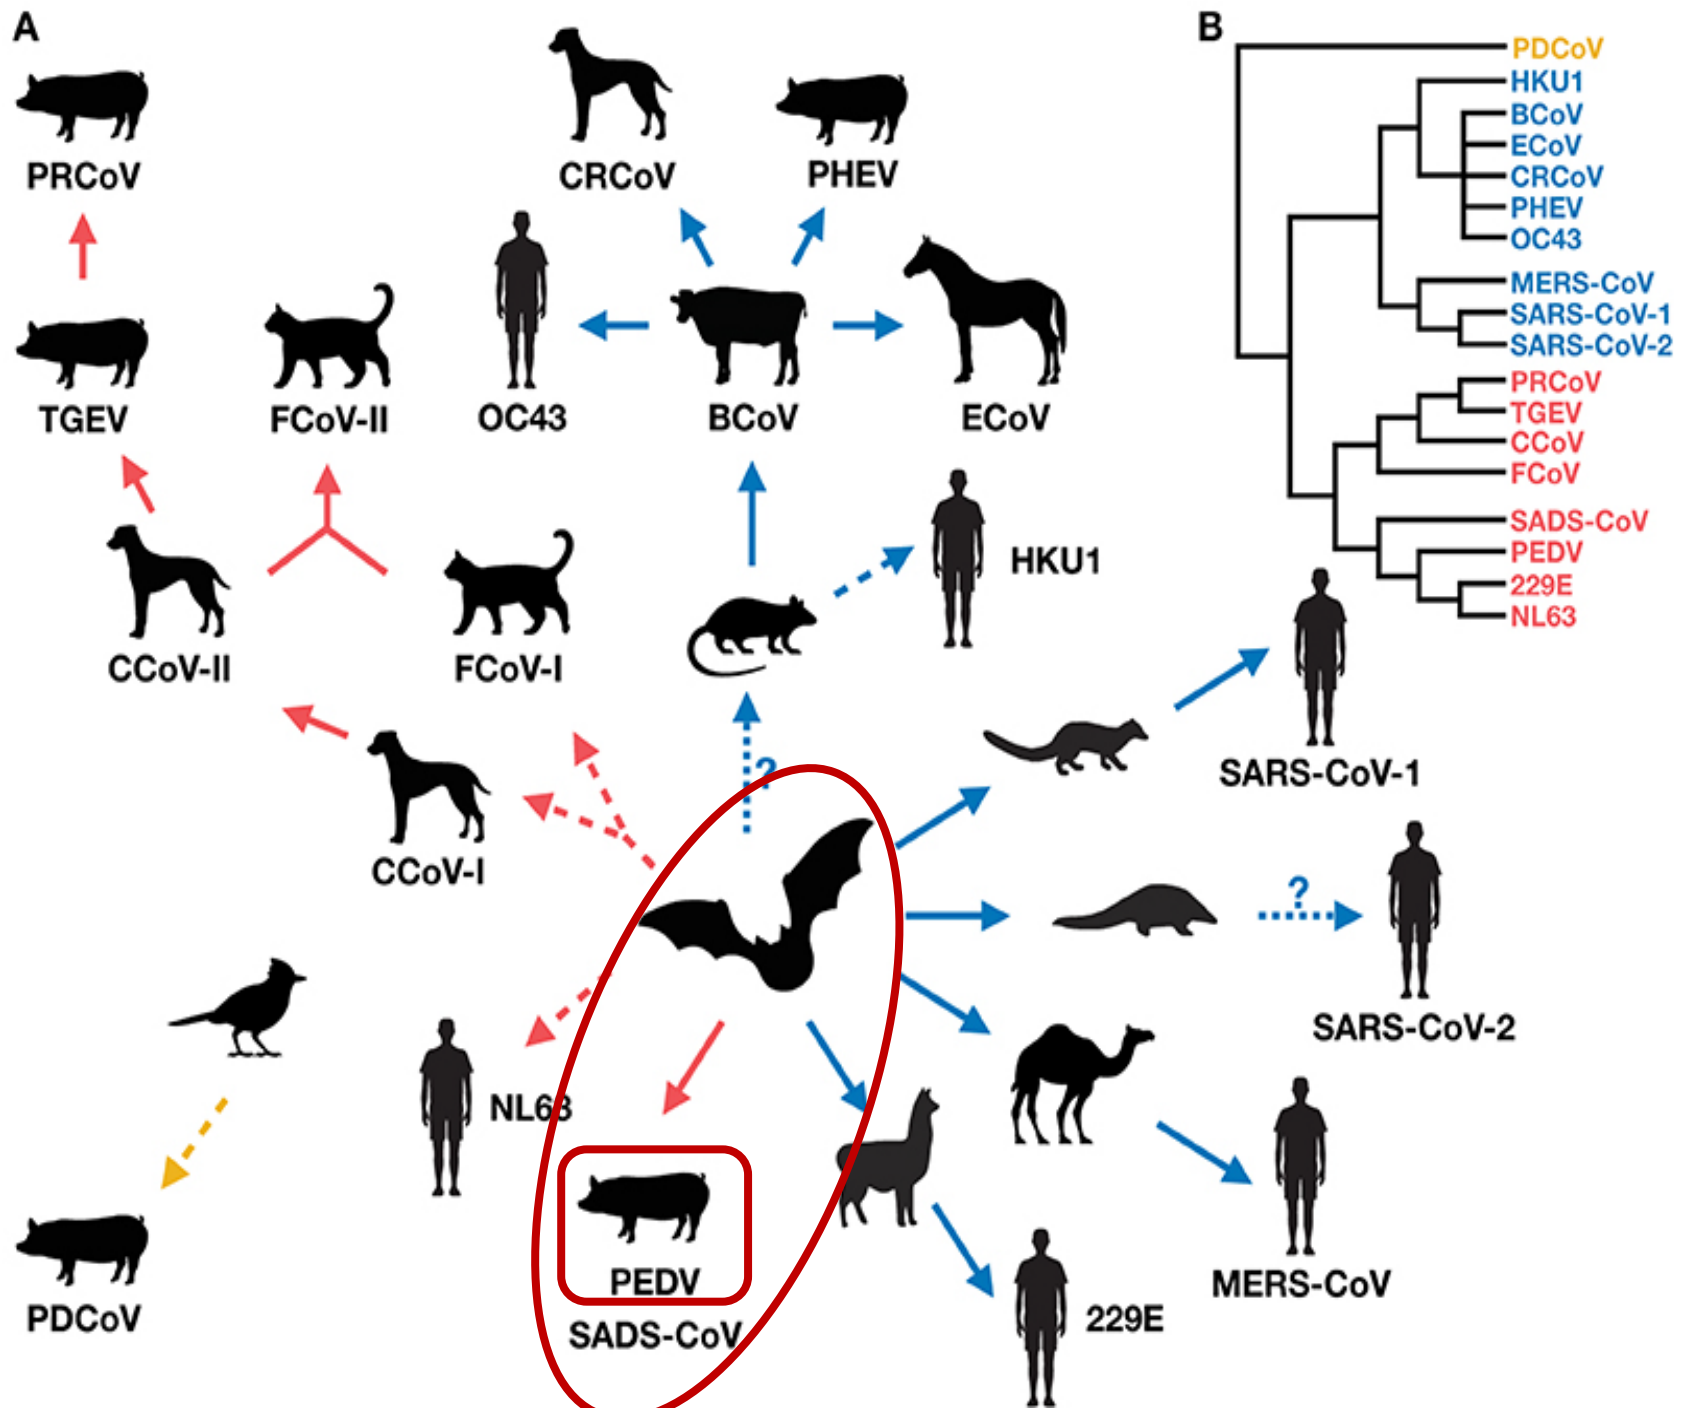 A
PRCoV
CRCoV
PHEV
TGEV
FCoV-II
OC43
BCoV
ECoV
HKU1
CCoV-II
FCoV-I
?
SARS-CoV-1
CCoV-I
?
SARS-CoV-2
NL63
PEDV
SADS-CoV
MERS-CoV
229E
PDCoV
B
PDCoV
HKU1
BCoV
ECoV
CRCoV
PHEV
OC43
MERS-CoV
SARS-CoV-1
SARS-CoV-2
PRCoV
TGEV
CCoV
FCoV
SADS-CoV
PEDV
229E
NL63